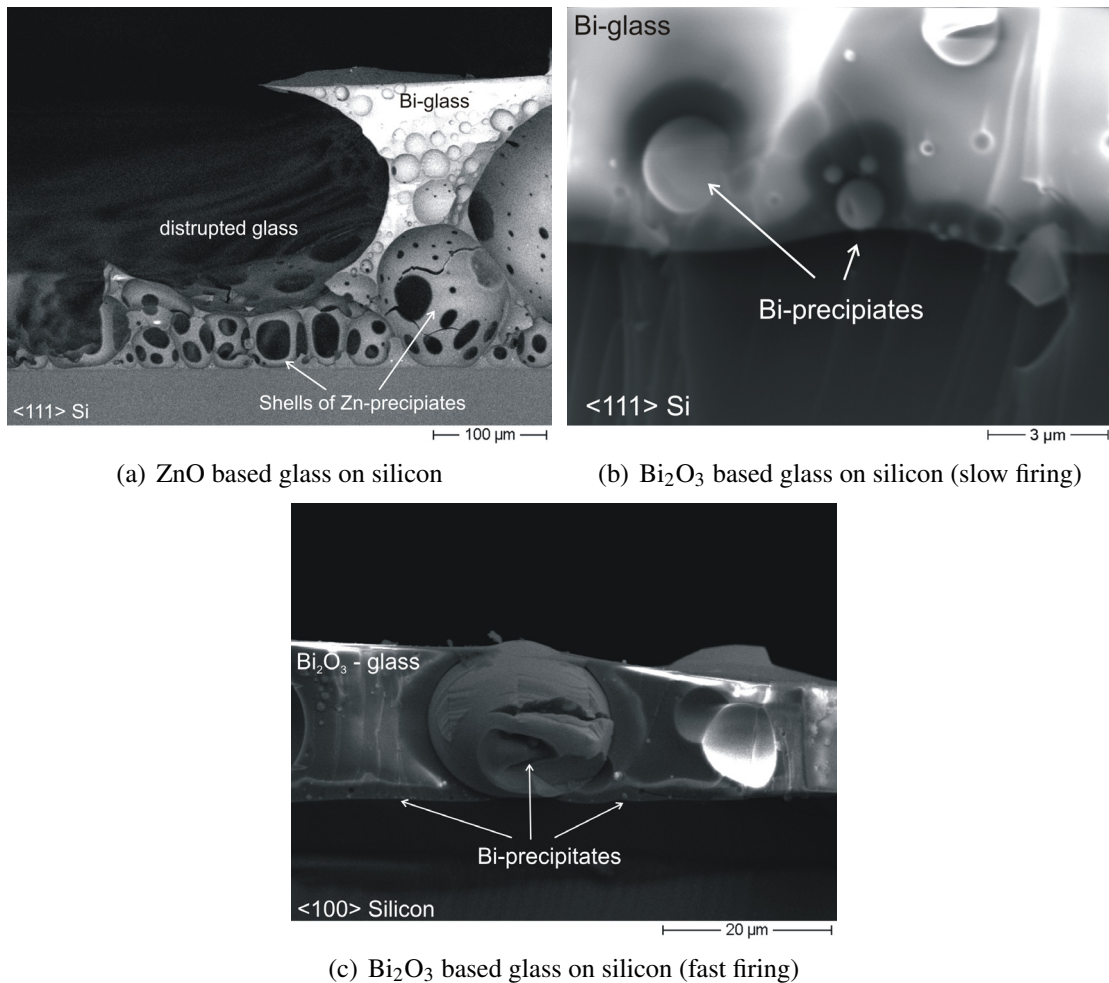 Bi-glass
distrupted glass
Shells of Zn-precipiates
<111> Si
100 µm
(a) ZnO based glass on silicon
Bi-glass
Bi-precipiates
<111> Si
3 µm
(b) Bi₂O₃ based glass on silicon (slow firing)
Bi₂O₃ - glass
Bi-precipitates
<100> Silicon
20 µm
(c) Bi₂O₃ based glass on silicon (fast firing)